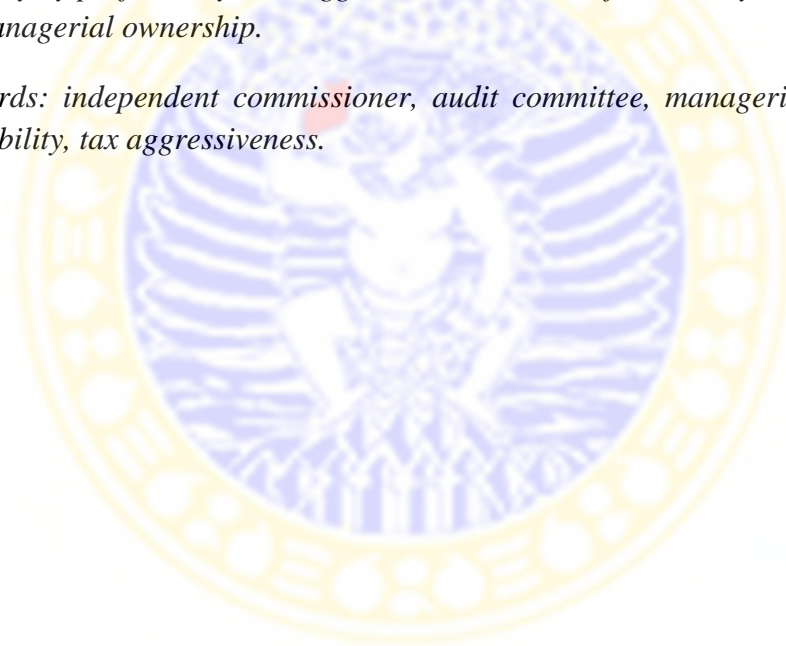 anagerial ownership.
rds: independent commissioner, audit committee, manageri
bility, tax aggressiveness.